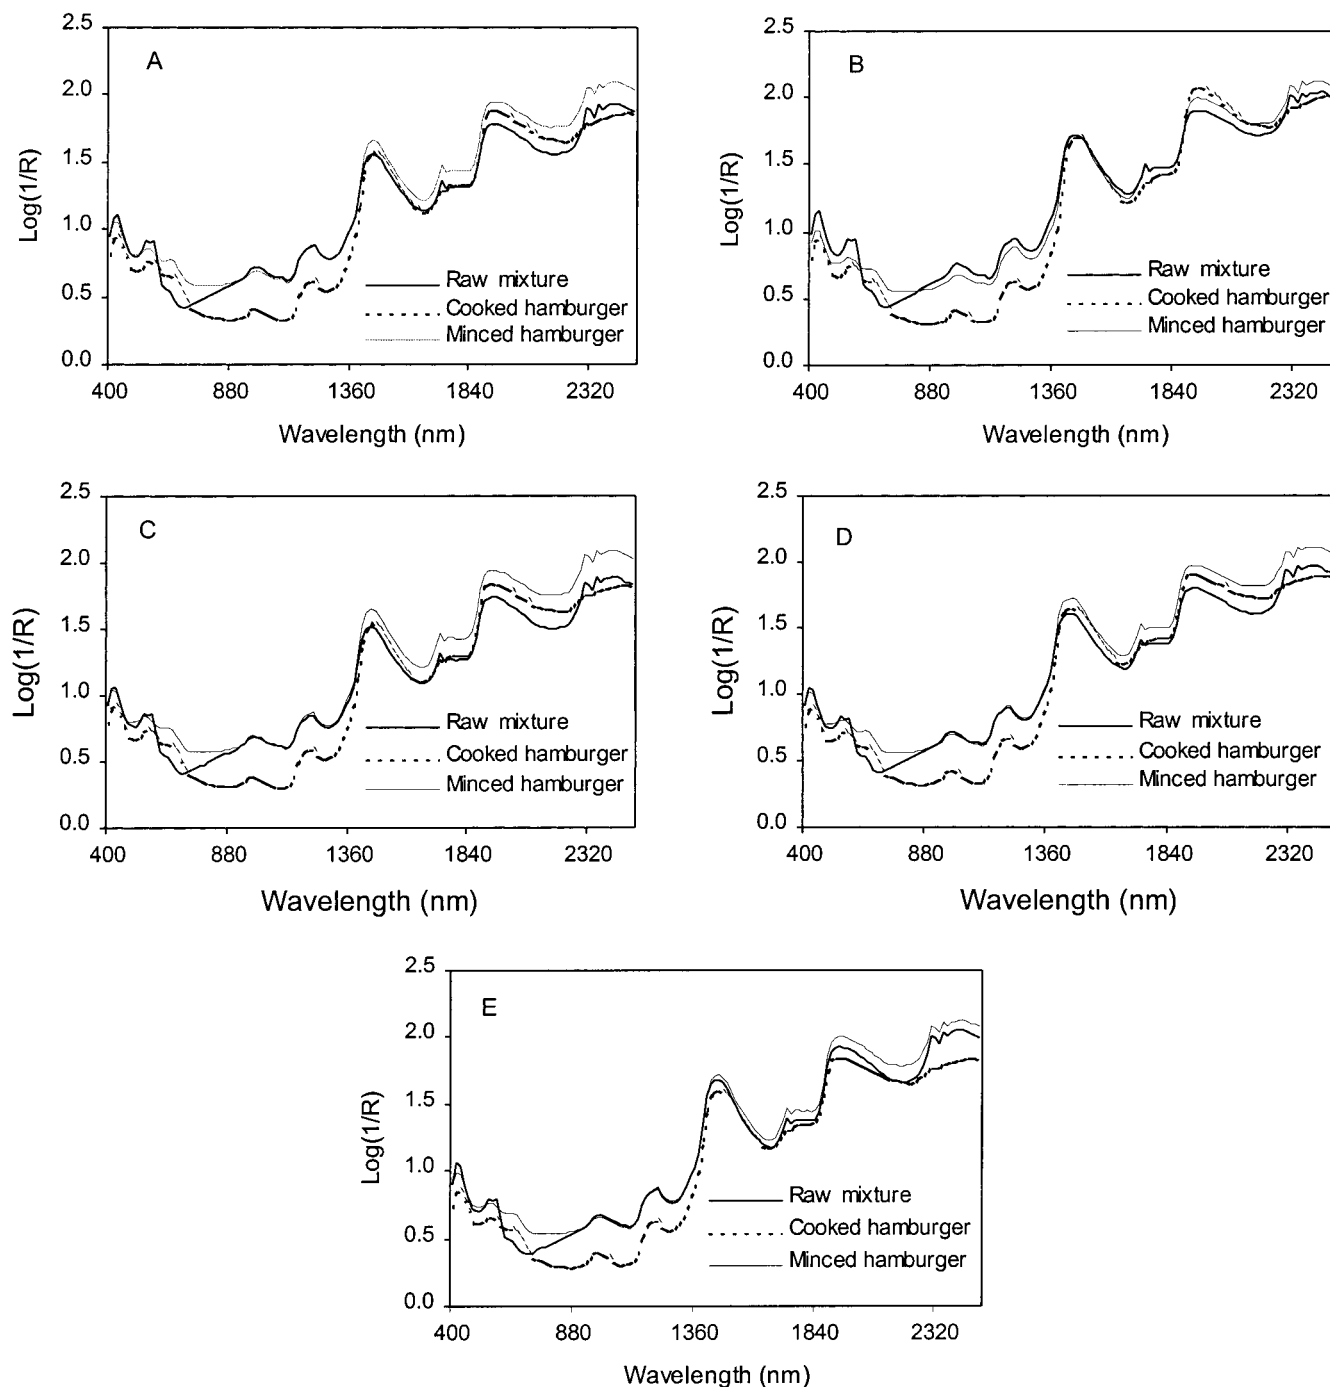 A
Log(1/R)
2.5
2.0
1.5
1.0
0.5
0.0
Raw mixture
Cooked hamburger
Minced hamburger
400 880 1360 1840 2320
Wavelength (nm)
B
Log(1/R)
2.5
2.0
1.5
1.0
0.5
0.0
Raw mixture
Cooked hamburger
Minced hamburger
400 880 1360 1840 2320
Wavelength (nm)
C
Log(1/R)
2.5
2.0
1.5
1.0
0.5
0.0
Raw mixture
Cooked hamburger
Minced hamburger
400 880 1360 1840 2320
Wavelength (nm)
D
Log(1/R)
2.5
2.0
1.5
1.0
0.5
0.0
Raw mixture
Cooked hamburger
Minced hamburger
400 880 1360 1840 2320
Wavelength (nm)
E
Log(1/R)
2.5
2.0
1.5
1.0
0.5
0.0
Raw mixture
Cooked hamburger
Minced hamburger
400 880 1360 1840 2320
Wavelength (nm)